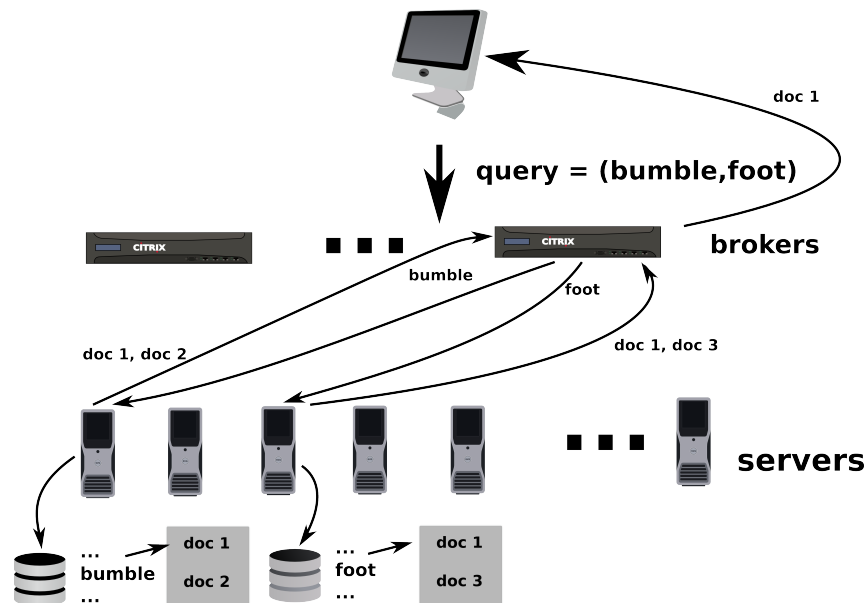 doc 1
query = (bumble,foot)
CITRIX
CITRIX
brokers
bumble
foot
doc 1, doc 2
doc 1, doc 3
servers
...
bumble
...
doc 1
doc 2
...
foot
...
doc 1
doc 3